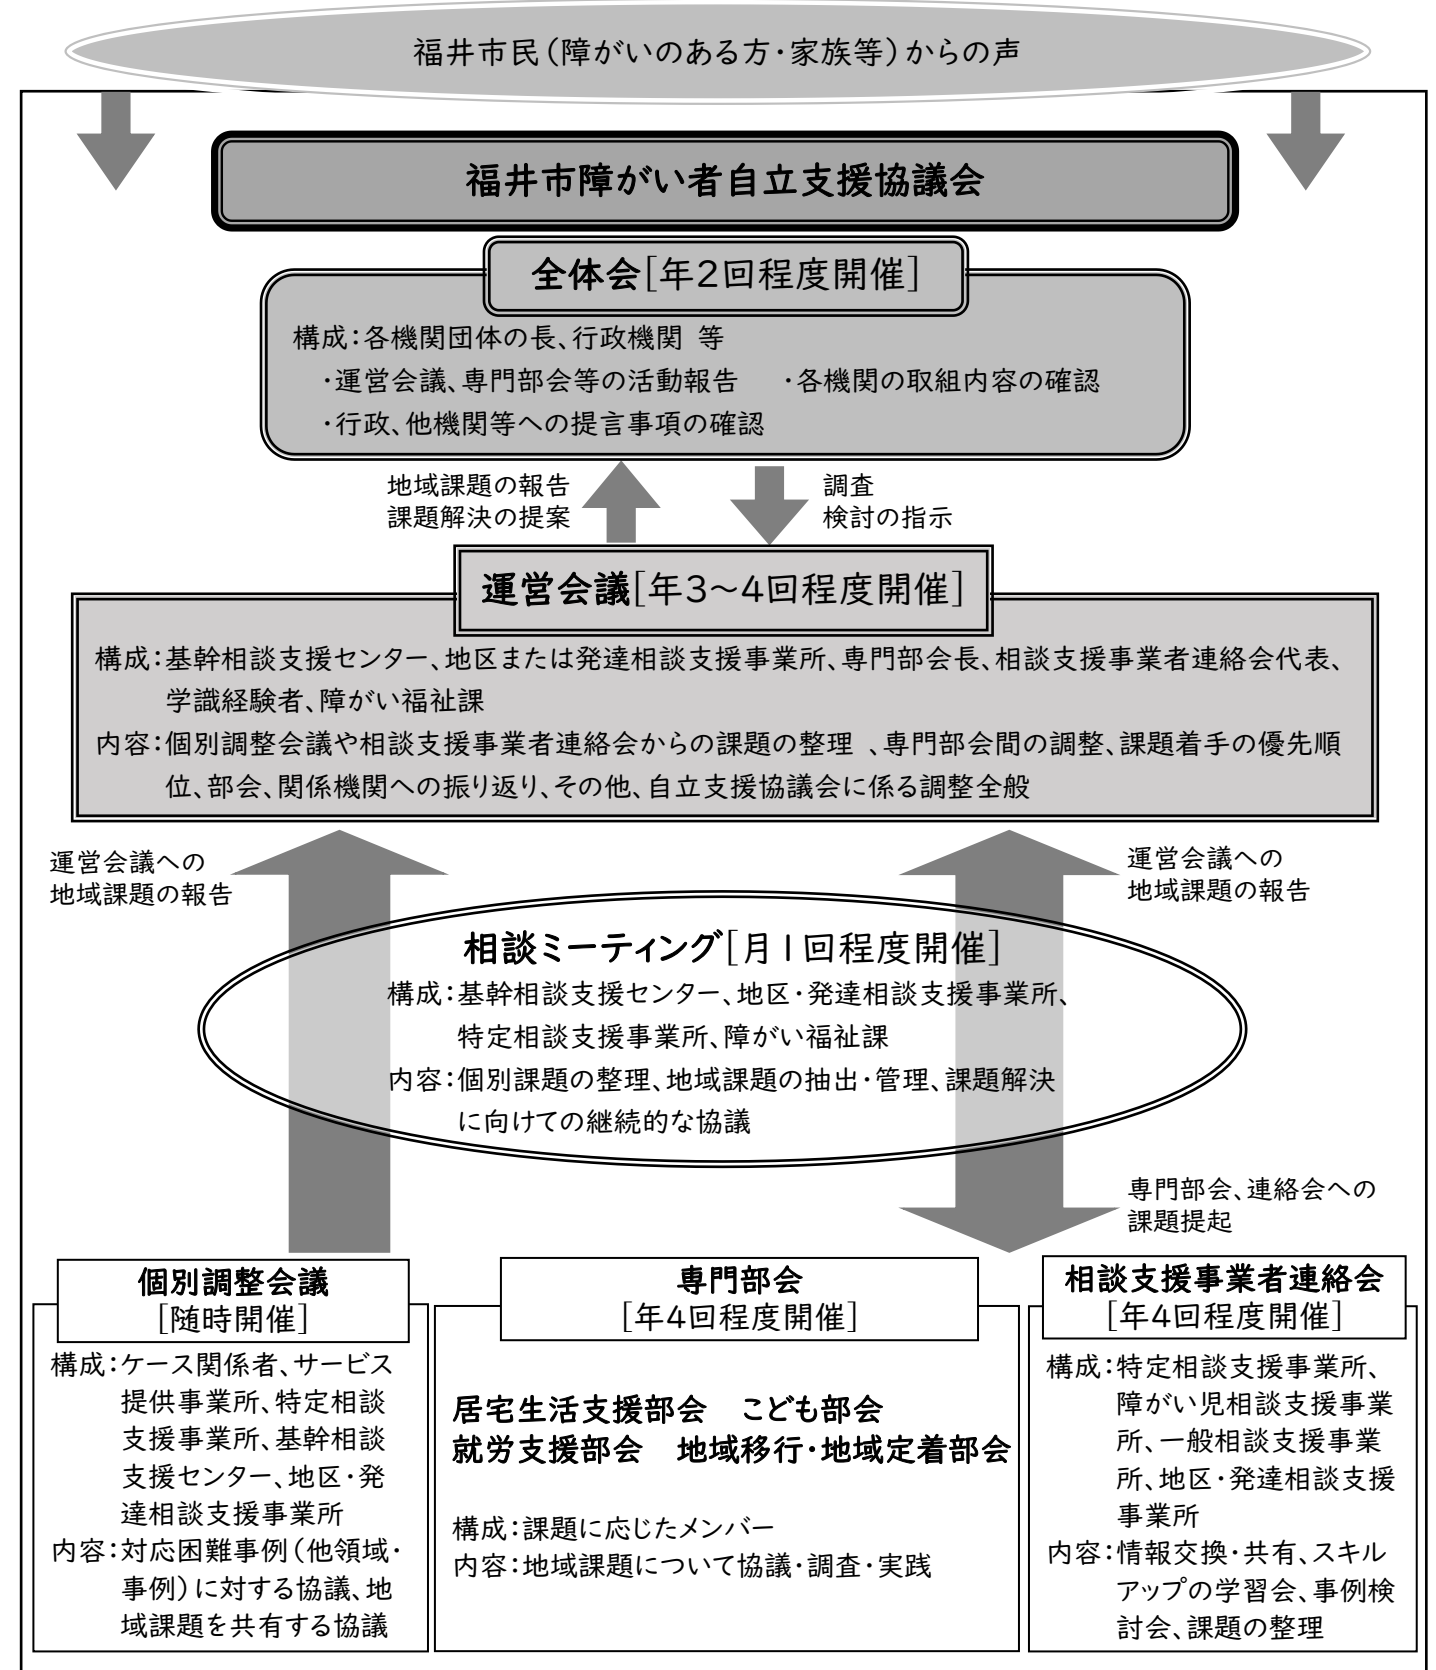 福井市民（障がいのある方・家族等）からの声
福井市障がい者自立支援協議会
全体会[年2回程度開催]
構成：各機関団体の長、行政機関 等
・運営会議、専門部会等の活動報告　・各機関の取組内容の確認
・行政、他機関等への提言事項の確認
地域課題の報告
課題解決の提案
調査
検討の指示
運営会議[年3～4回程度開催]
構成：基幹相談支援センター、地区または発達相談支援事業所、専門部会長、相談支援事業者連絡会代表、
学識経験者、障がい福祉課
内容：個別調整会議や相談支援事業者連絡会からの課題の整理 、専門部会間の調整、課題着手の優先順
位、部会、関係機関への振り返り、その他、自立支援協議会に係る調整全般
運営会議への
地域課題の報告
運営会議への
地域課題の報告
相談ミーティング[月1回程度開催]
構成：基幹相談支援センター、地区・発達相談支援事業所、
特定相談支援事業所、障がい福祉課
内容：個別課題の整理、地域課題の抽出・管理、課題解決
に向けての継続的な協議
専門部会、連絡会への
課題提起
個別調整会議
[随時開催]
構成：ケース関係者、サービス
提供事業所、特定相談
支援事業所、基幹相談
支援センター、地区・発
達相談支援事業所
内容：対応困難事例（他領域・
事例）に対する協議、地
域課題を共有する協議
専門部会
[年4回程度開催]
居宅生活支援部会　こども部会
就労支援部会　地域移行・地域定着部会
構成：課題に応じたメンバー
内容：地域課題について協議・調査・実践
相談支援事業者連絡会
[年4回程度開催]
構成：特定相談支援事業所、
障がい児相談支援事業
所、一般相談支援事業
所、地区・発達相談支援
事業所
内容：情報交換・共有、スキル
アップの学習会、事例検
討会、課題の整理